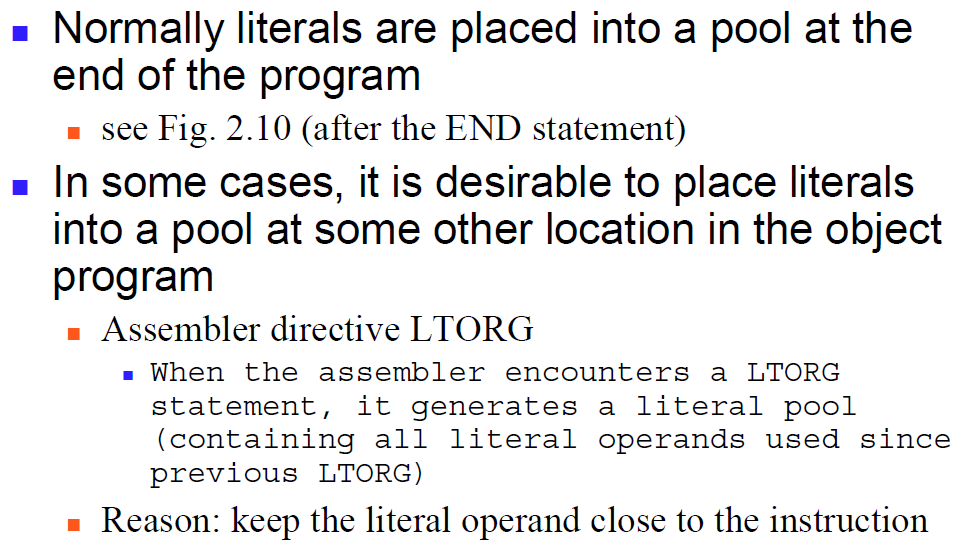 Normally literals are placed into a pool at the
end of the program
see Fig. 2.10 (after the END statement)
In some cases, it is desirable to place literals
into a pool at some other location in the object
program
Assembler directive LTORG
When the assembler encounters a LTORG
statement, it generates a literal pool
(containing all literal operands used since
previous LTORG)
Reason: keep the literal operand close to the instruction